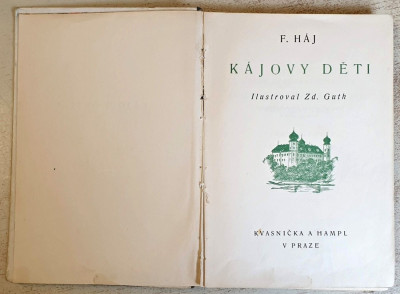 F. HÁJ
KÁJOVY DĚTI
Ilustroval Zd. Guth
KVASNIČKA A HAMPL
V PRAZE